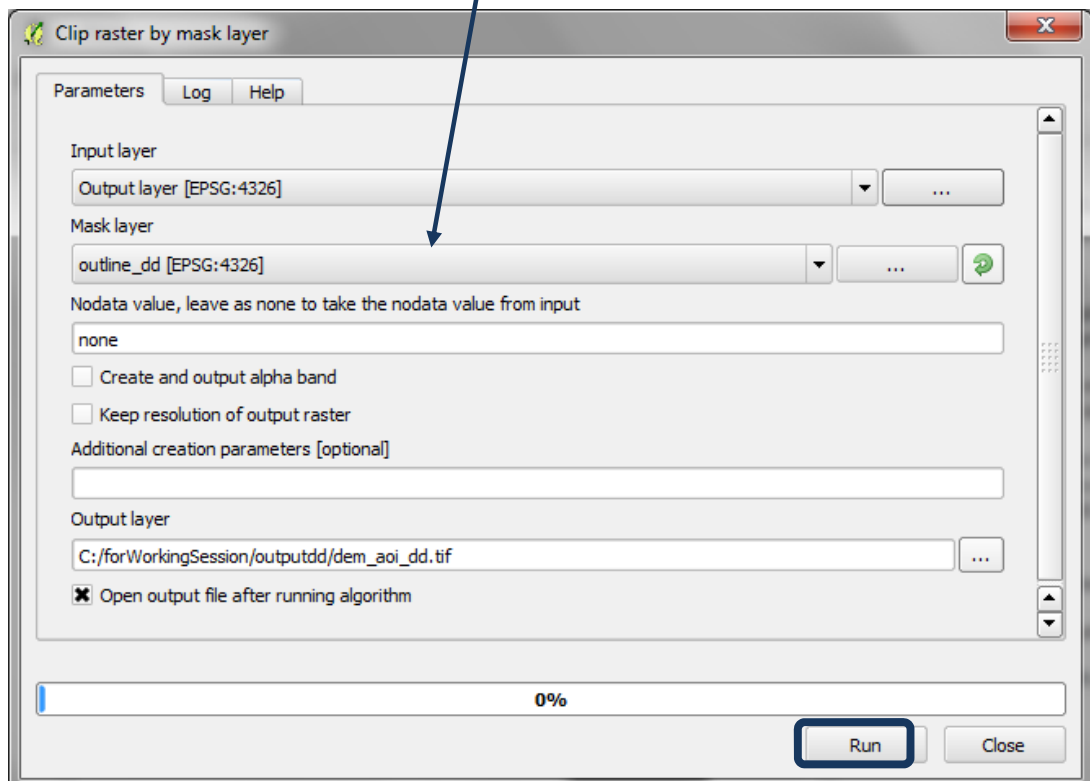 Clip raster by mask layer
Parameters Log Help
Input layer
Output layer [EPSG:4326]
...
Mask layer
outline_dd [EPSG:4326]
...
Nodata value, leave as none to take the nodata value from input
none
Create and output alpha band
Keep resolution of output raster
Additional creation parameters [optional]
Output layer
C:/forWorkingSession/outputdd/dem_aoi_dd.tif
...
Open output file after running algorithm
0%
Run Close